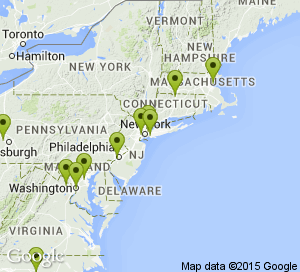 Toronto
Hamilton
VERMONT
Maine
NEW HAMPSHIRE
NEW YORK
MASSACHUSETTS
CONNECTICUT
PENNSYLVANIA
New York
sburgh
Philadelphia
NJ
MARYLAND
Washington
DELAWARE
VIRGINIA
Google
Map data ©2015 Google